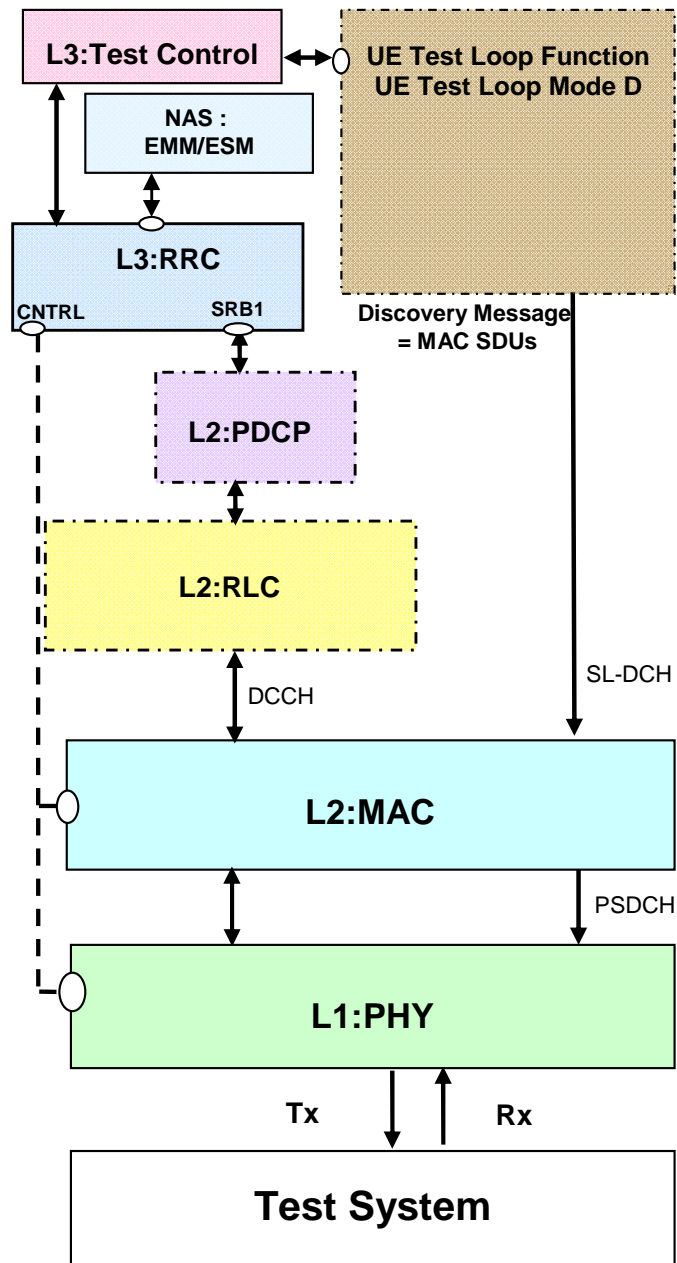 L3:Test Control
UE Test Loop Function
UE Test Loop Mode D
NAS :
EMM/ESM
L3:RRC
CNTRL
SRB1
Discovery Message
= MAC SDUs
L2:PDCP
L2:RLC
DCCH
SL-DCH
L2:MAC
PSDCH
L1:PHY
Tx
Rx
Test System